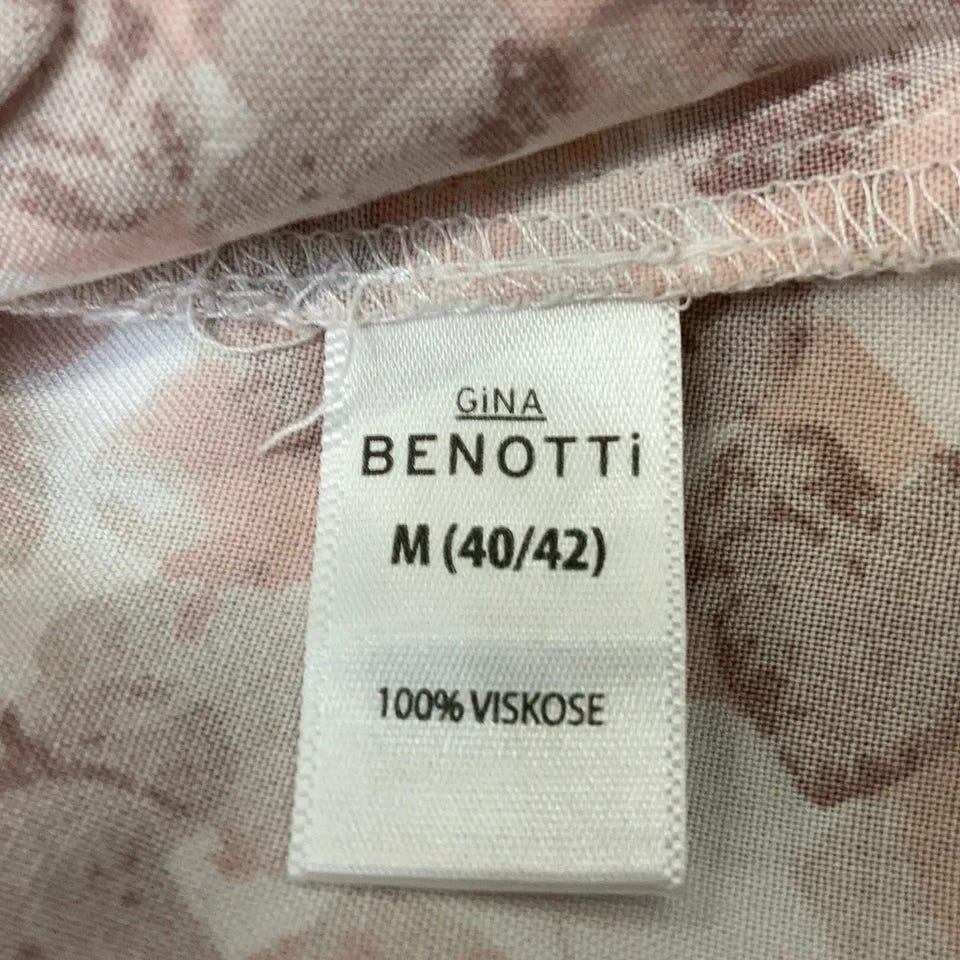 GiNA
BENOTTi
M (40/42)
100% VISKOSE